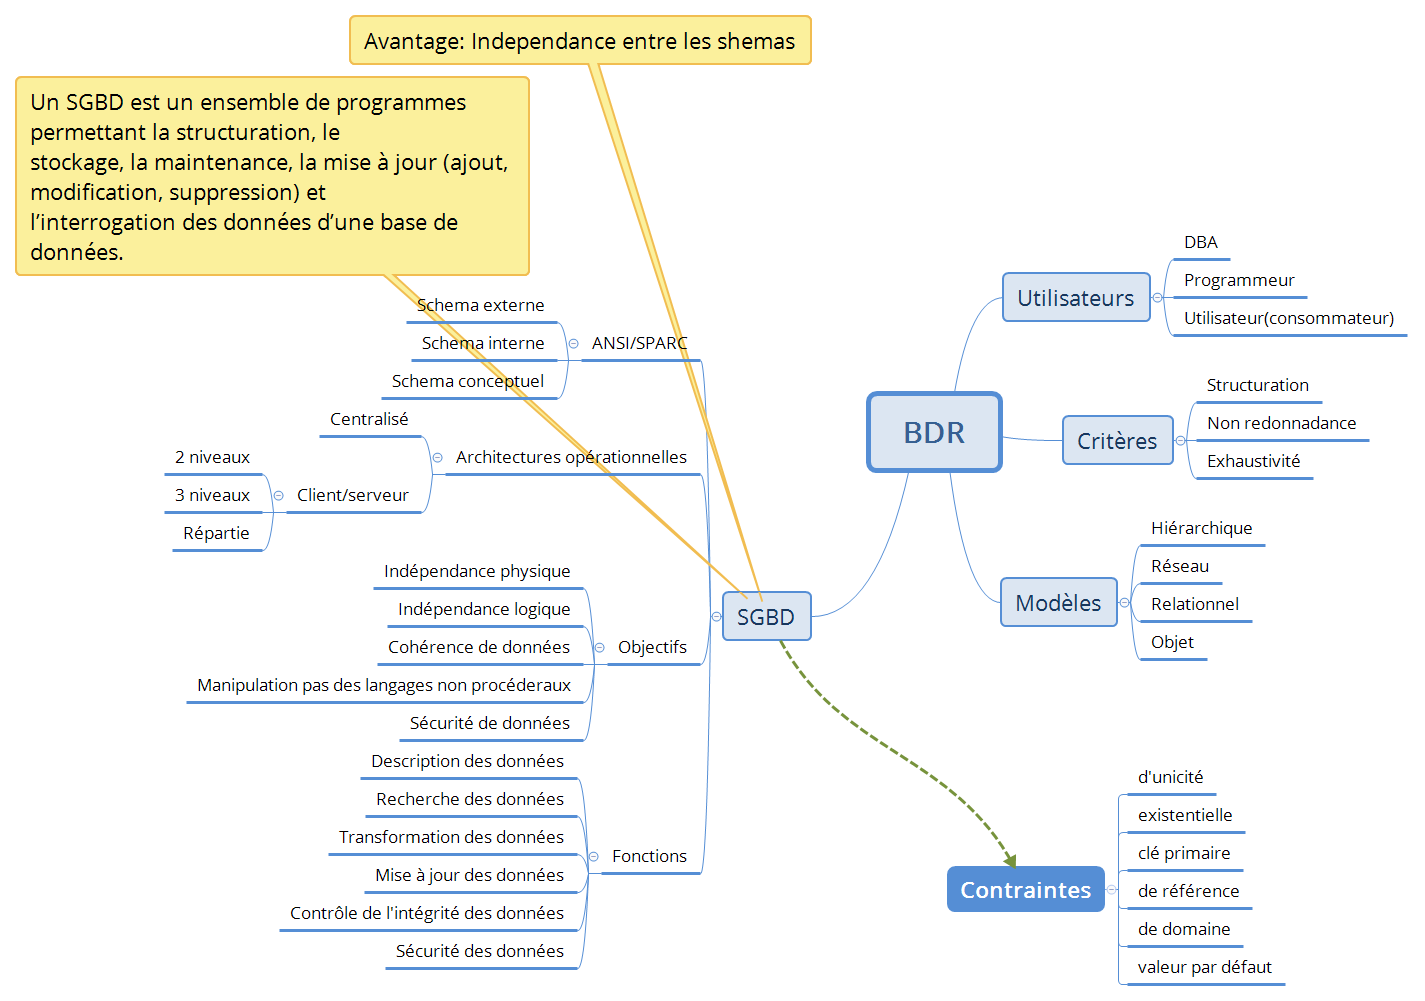 Avantage: Independance entre les shemas
Un SGBD est un ensemble de programmes
permettant la structuration, le
stockage, la maintenance, la mise à jour (ajout,
modification, suppression) et
l’interrogation des données d’une base de
données.
Schema externe
Schema interne
Schema conceptuel
ANSI/SPARC
Centralisé
2 niveaux
3 niveaux
Répartie
Client/serveur
Architectures opérationnelles
Indépendance physique
Indépendance logique
Cohérence de données
Manipulation pas des langages non procéderaux
Sécurité de données
Objectifs
Description des données
Recherche des données
Transformation des données
Mise à jour des données
Contrôle de l'intégrité des données
Sécurité des données
Fonctions
SGBD
BDR
Utilisateurs
DBA
Programmeur
Utilisateur(consommateur)
Critères
Structuration
Non redonnadance
Exhaustivité
Modèles
Hiérarchique
Réseau
Relationnel
Objet
Contraintes
d'unicité
existentielle
clé primaire
de référence
de domaine
valeur par défaut